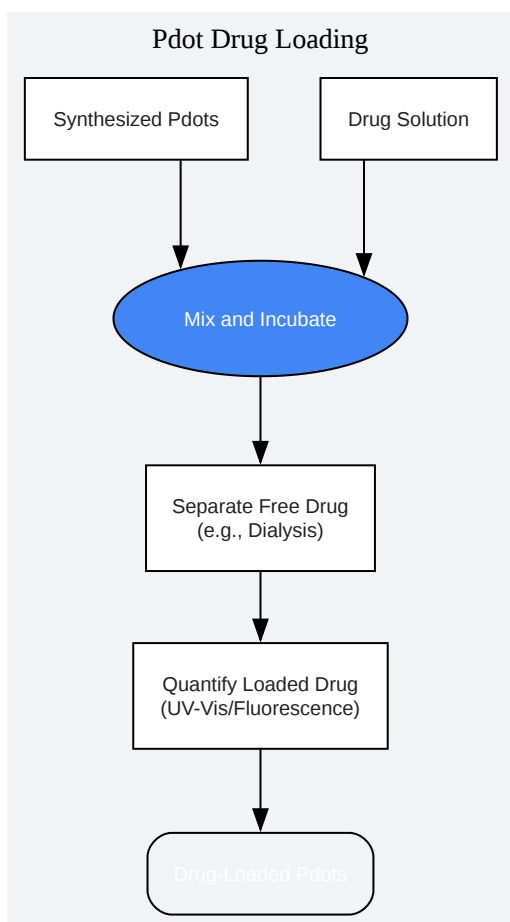 Pdot Drug Loading
Synthesized Pdots
Drug Solution
Mix and Incubate
Separate Free Drug
(e.g., Dialysis)
Quantify Loaded Drug
(UV-Vis/Fluorescence)
Drug-Loaded Pdots